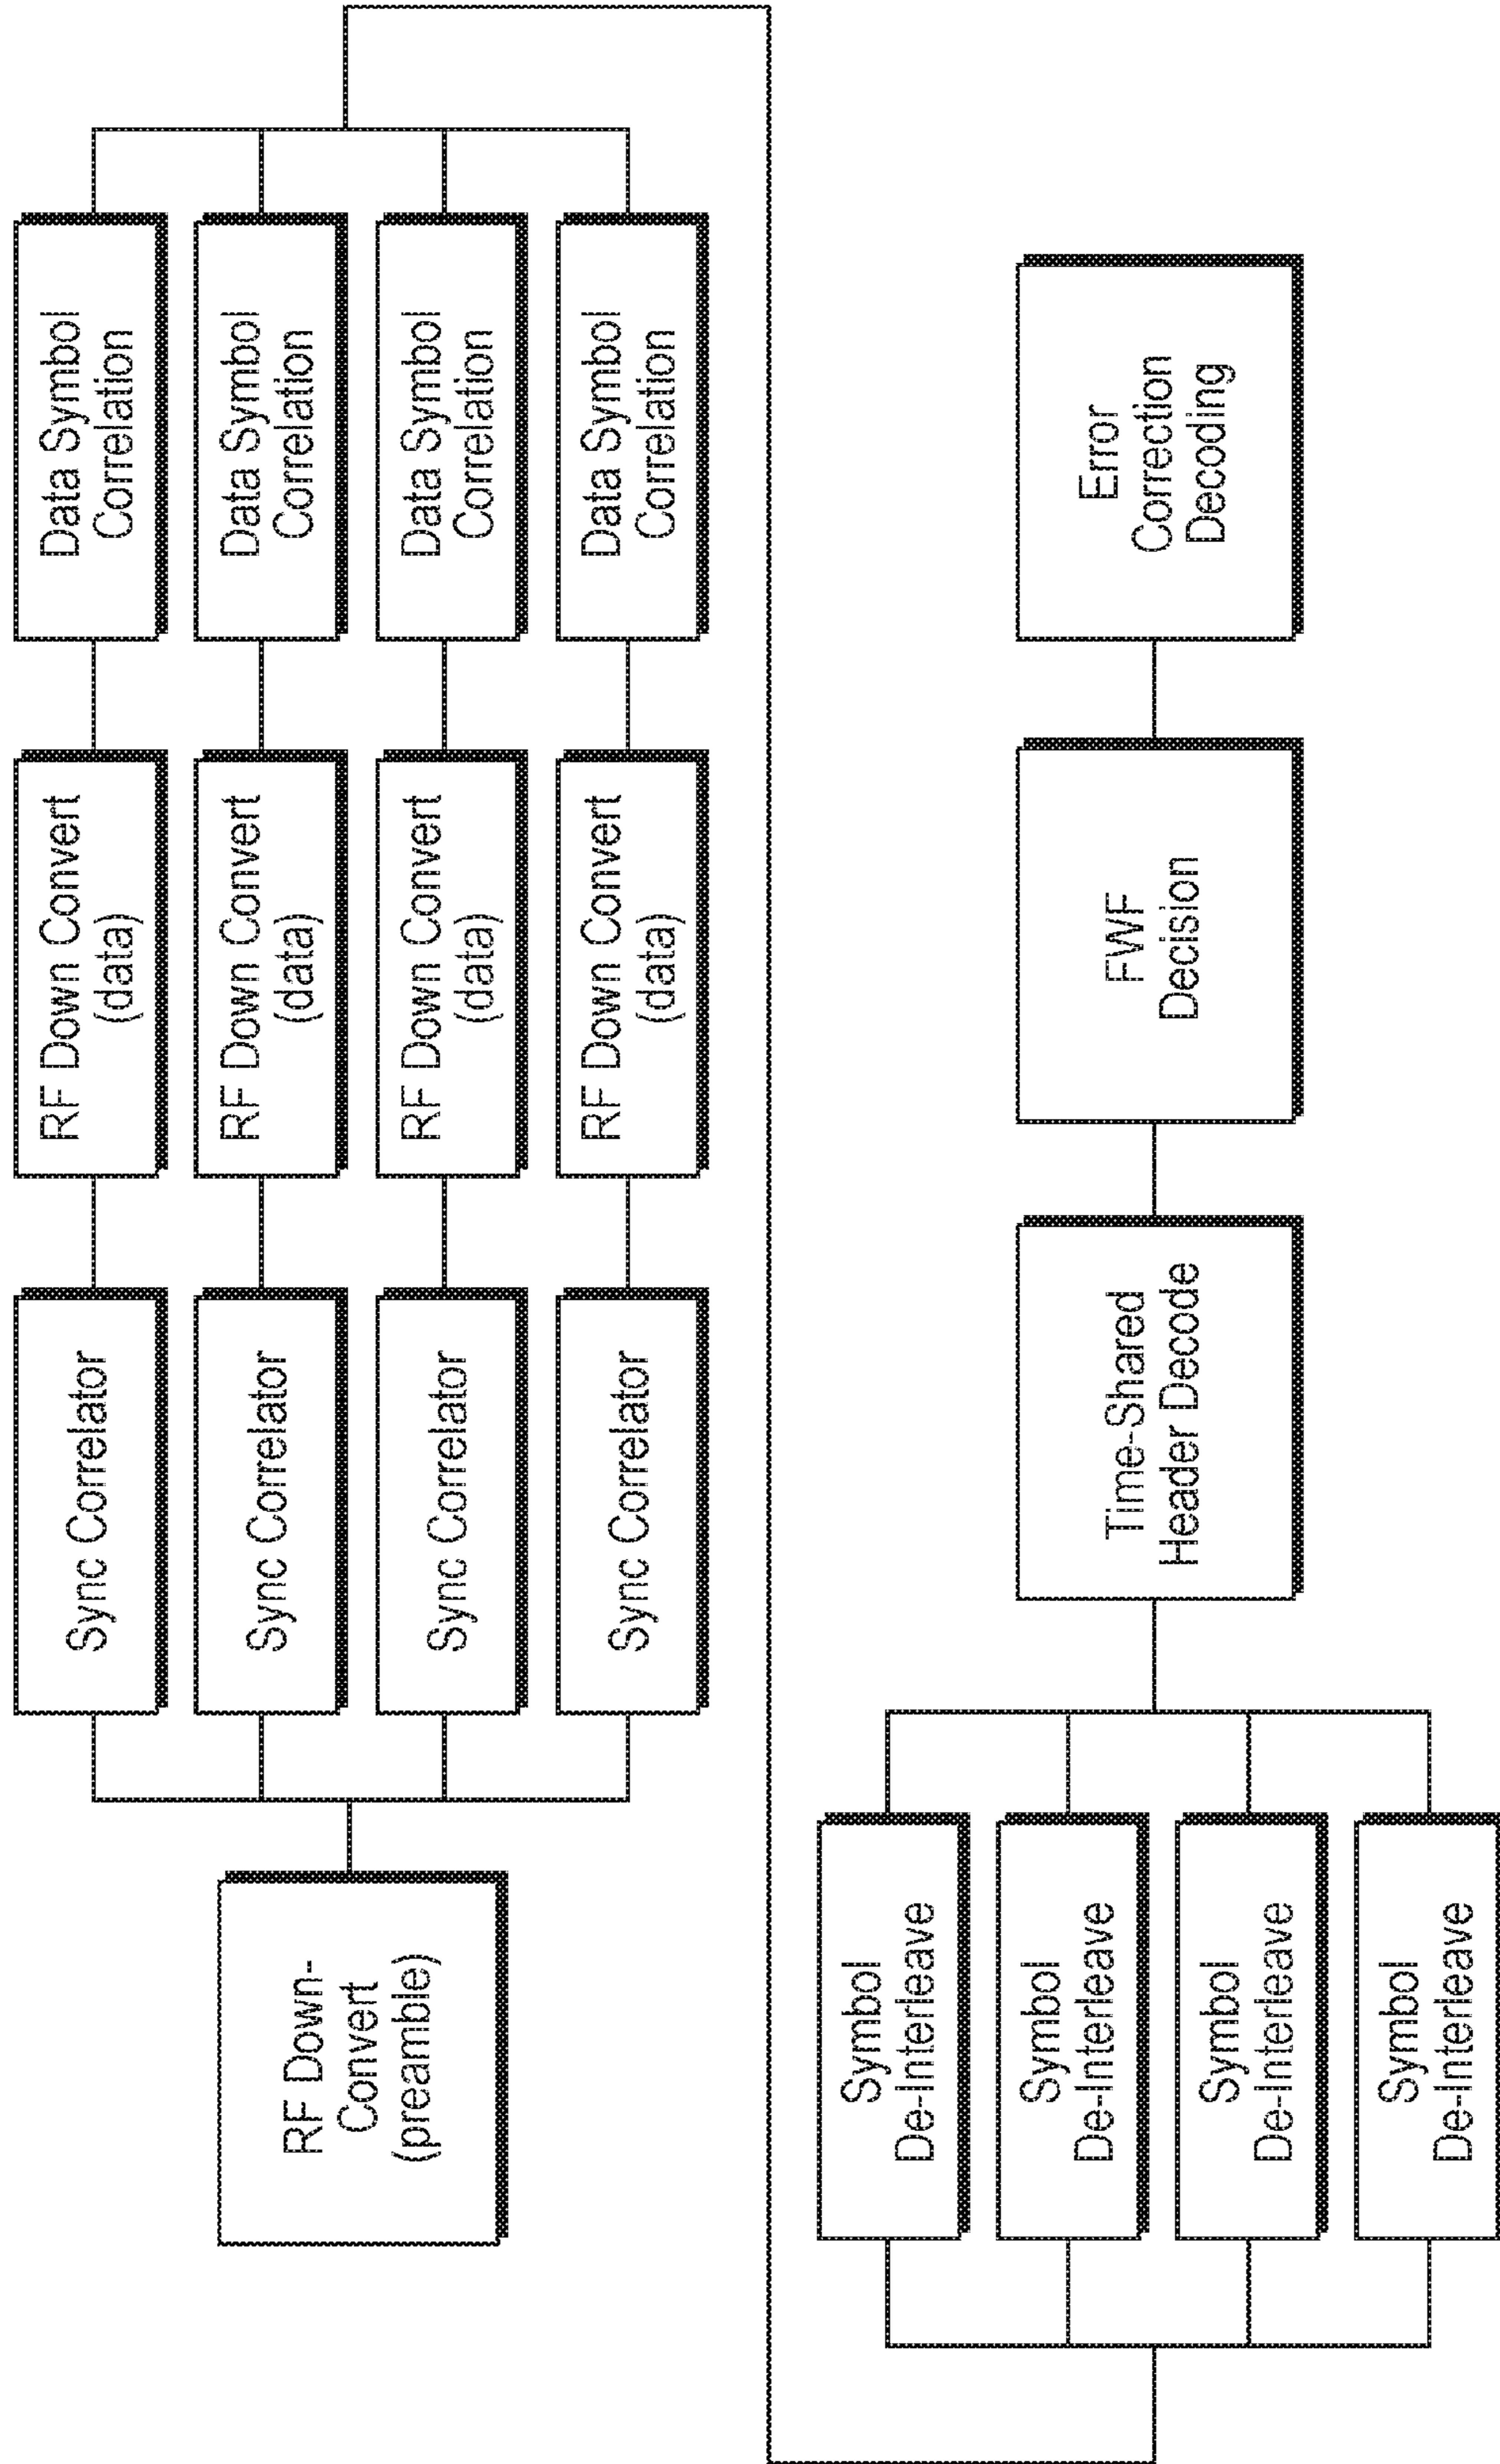 RF Down-
Convert
(preamble)
Sync Correlator
RF Down Convert
(data)
Data Symbol
Correlation
Sync Correlator
RF Down Convert
(data)
Data Symbol
Correlation
Sync Correlator
RF Down Convert
(data)
Data Symbol
Correlation
Sync Correlator
RF Down Convert
(data)
Data Symbol
Correlation
Symbol
De-Interleave
Symbol
De-Interleave
Symbol
De-Interleave
Symbol
De-Interleave
Time-Shared
Header Decode
FWF
Decision
Error
Correction
Decoding